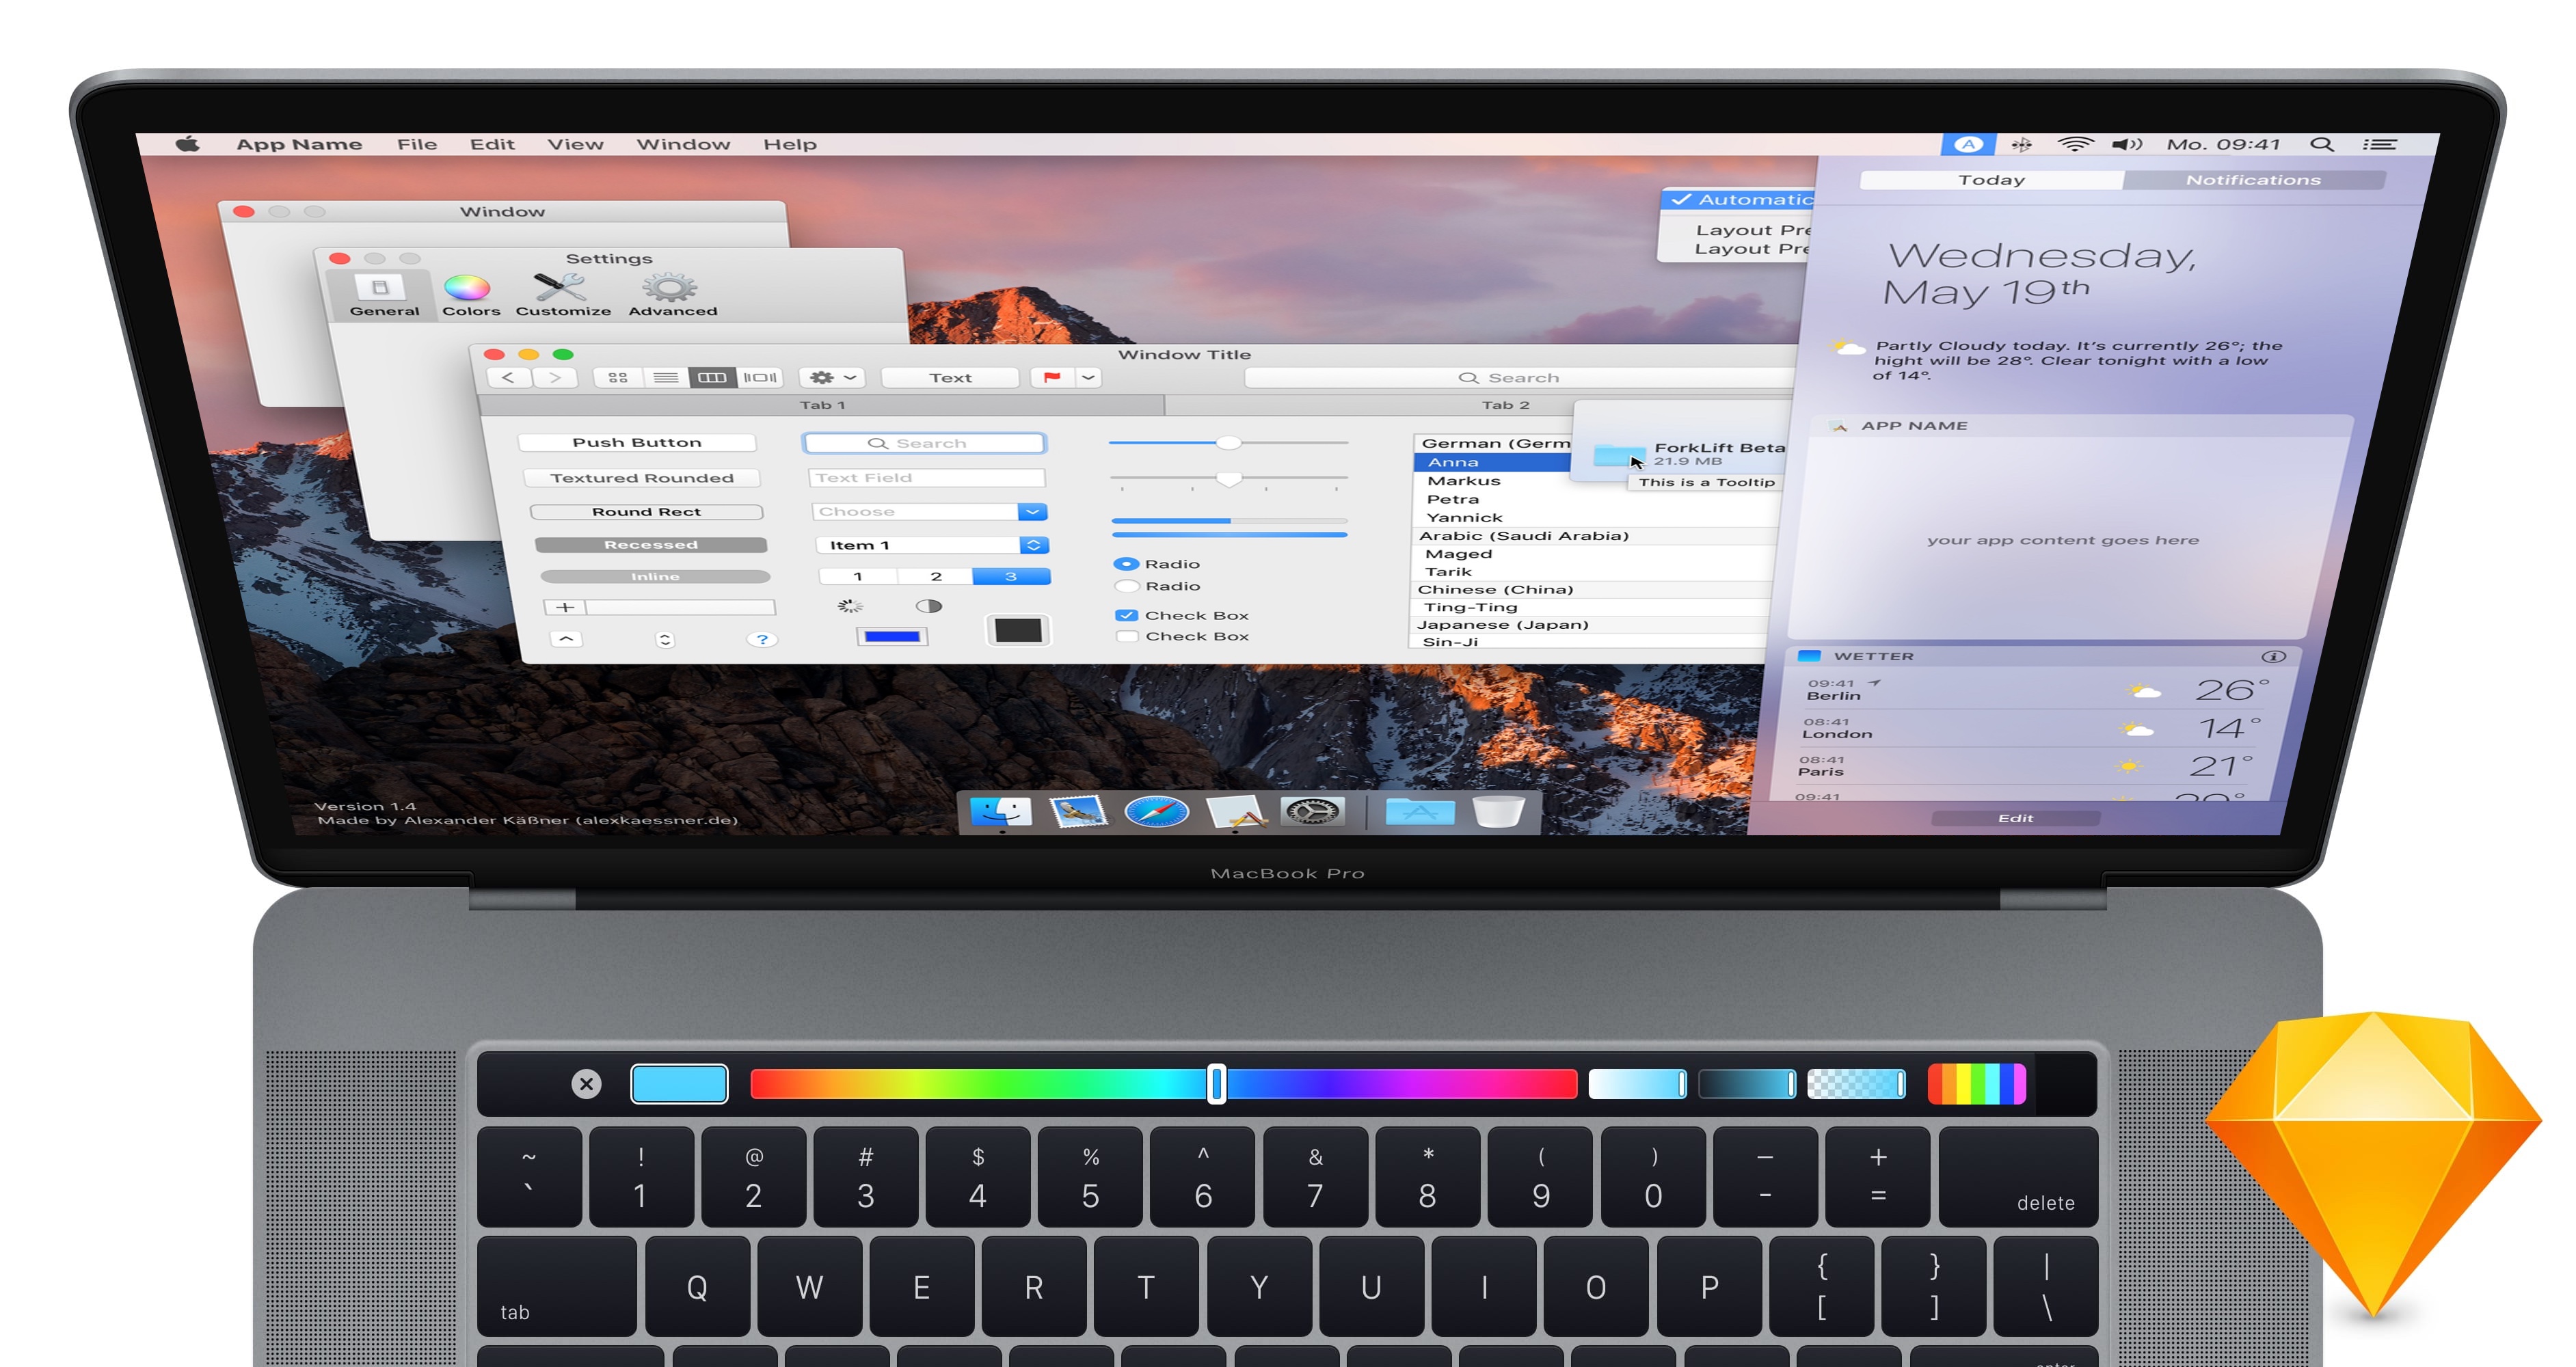 App Name File Edit View Window Help
A Mo. 09:41
Today Notifications
Wednesday,
May 19th
Partly Cloudy today. It's currently 26°; the
hight will be 28°. Clear tonight with a low
of 14°.
APP NAME
your app content goes here
WETTER
09:41
Berlin
26°
08:41
London
14°
08:41
Paris
21°
09:41
Edit
Automatic
Layout Pre
Layout Pre
Window
Settings
General Colors Customize Advanced
Window Title
Text Search
Tab 1 Tab 2
Push Button
Textured Rounded
Round Rect
Recessed
Inline
+
?
Search
Text Field
Choose
Item 1
1 2 3
Radio
Radio
Check Box
Check Box
German (Germ
Anna
Markus
Petra
Yannick
Arabic (Saudi Arabia)
Maged
Tarik
Chinese (China)
Ting-Ting
Japanese (Japan)
Sin-Ji
ForkLift Beta
21.9 MB
This is a Tooltip
Version 1.4
Made by Alexander Käßner (alexkaessner.de)
MacBook Pro
~ ! @ # $ % ^ & * ( ) — +
` 1 2 3 4 5 6 7 8 9 0 - = delete
tab Q W E R T Y U I O P { } |
[ ] \